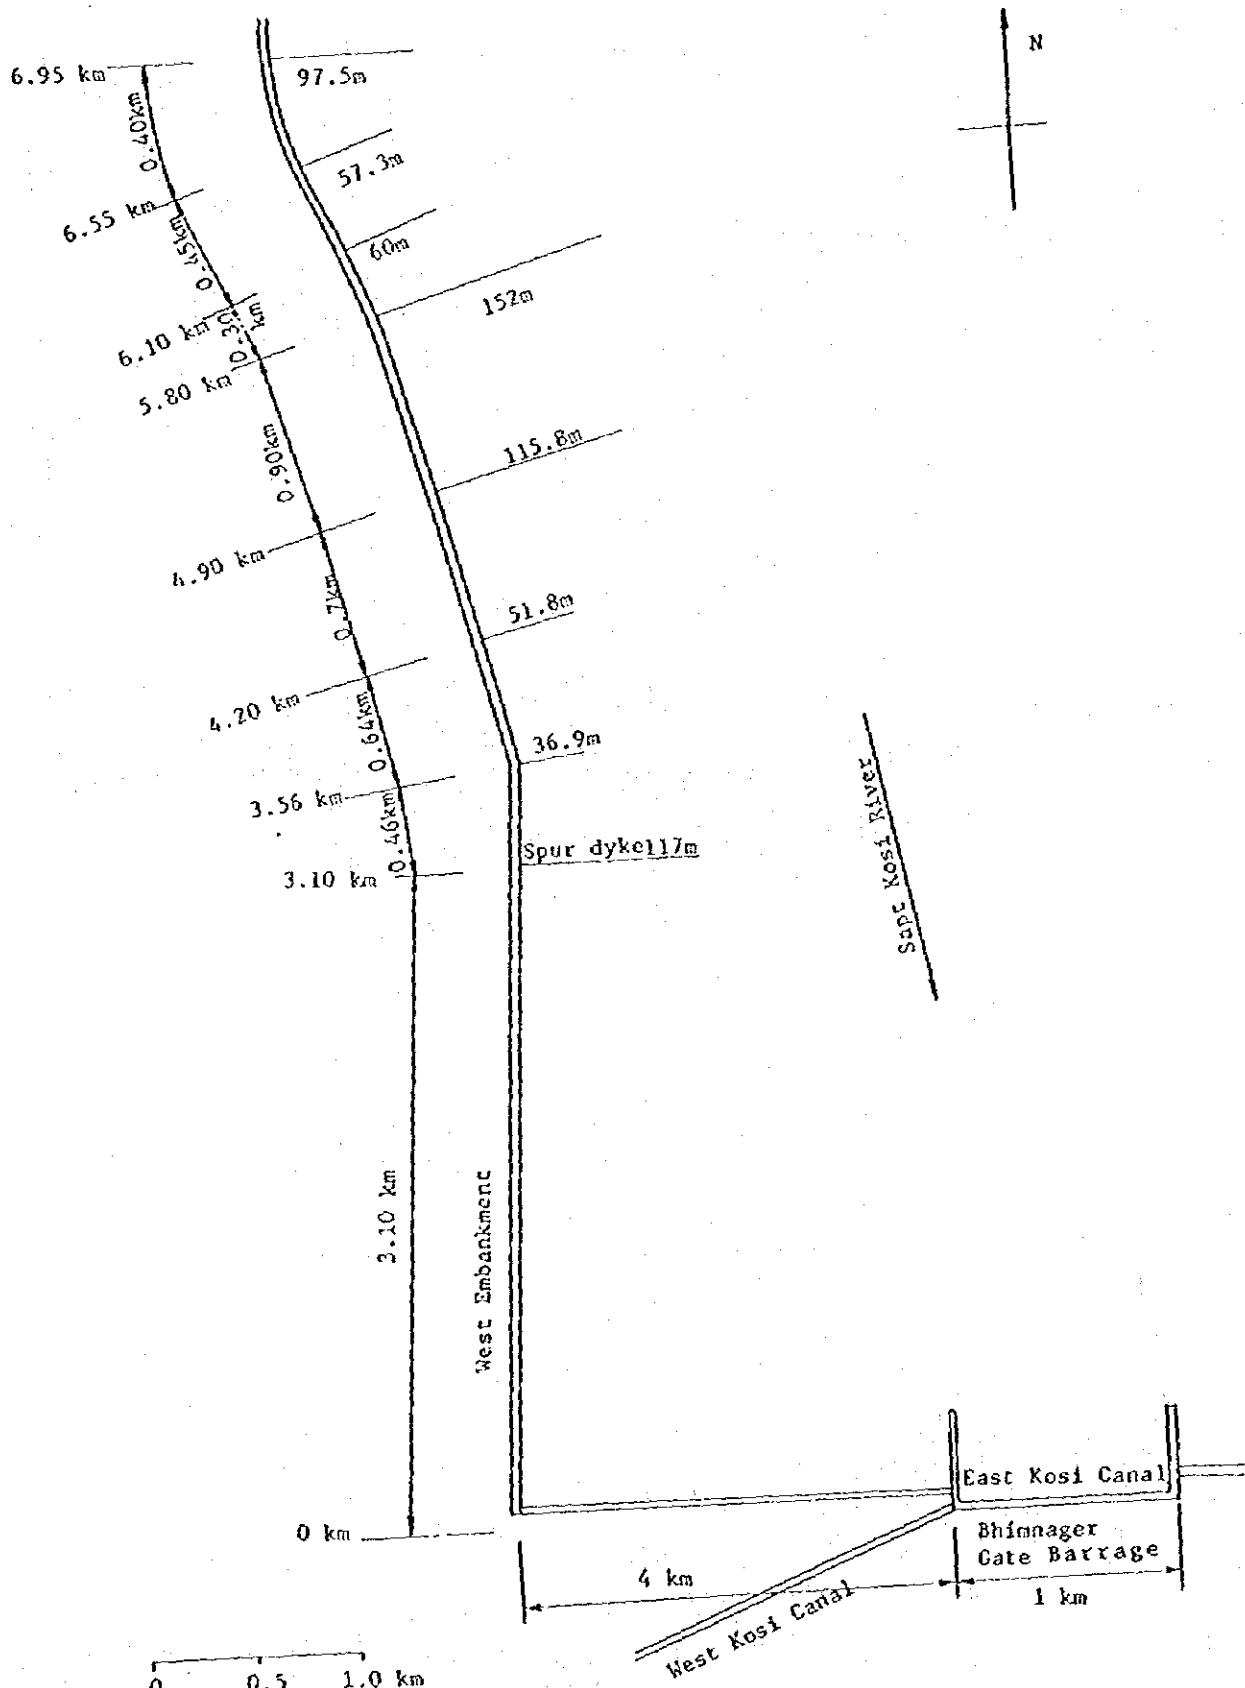 N
6.95 km
97.5m
0.40km
57.3m
6.55 km
0.45km
60m
152m
6.10 km
0.30 km
5.80 km
115.8m
0.90km
4.90 km
51.8m
0.7km
4.20 km
0.64km
36.9m
3.56 km
0.46km
Spur dyke117m
3.10 km
Sapt Kosi River
3.10 km
West Embankment
East Kosi Canal
0 km
Bhimnager
Gate Barrage
4 km
1 km
West Kosi Canal
0 0.5 1.0 km